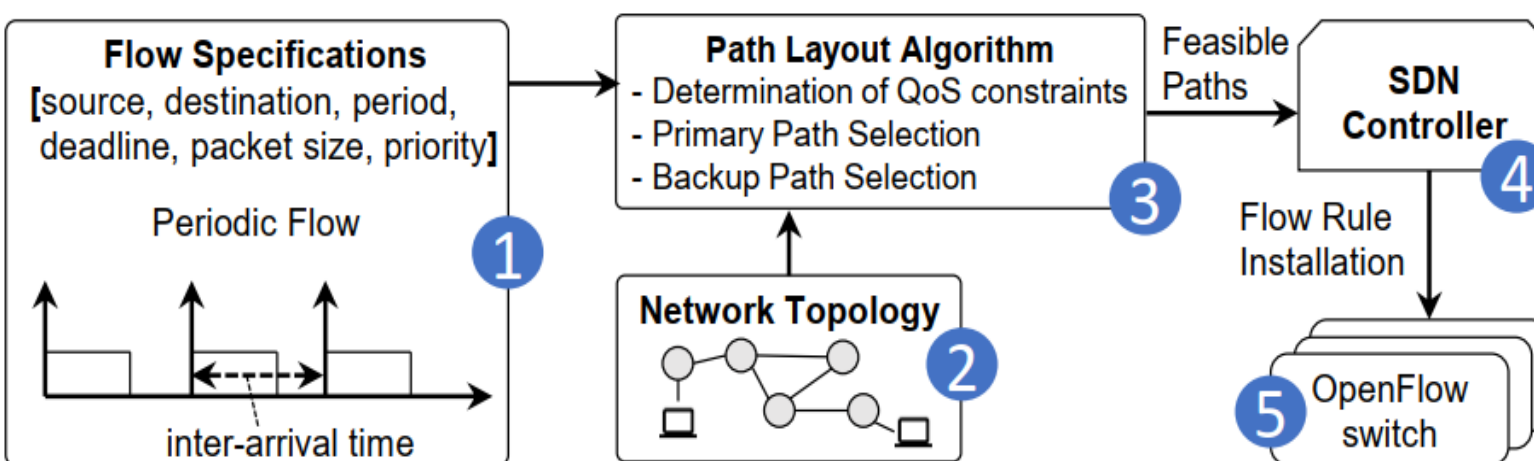 Flow Specifications
[source, destination, period,
deadline, packet size, priority]
Periodic Flow
inter-arrival time
1
Network Topology
2
Path Layout Algorithm
- Determination of QoS constraints
- Primary Path Selection
- Backup Path Selection
3
Feasible
Paths
SDN
Controller
4
Flow Rule
Installation
OpenFlow
switch
5